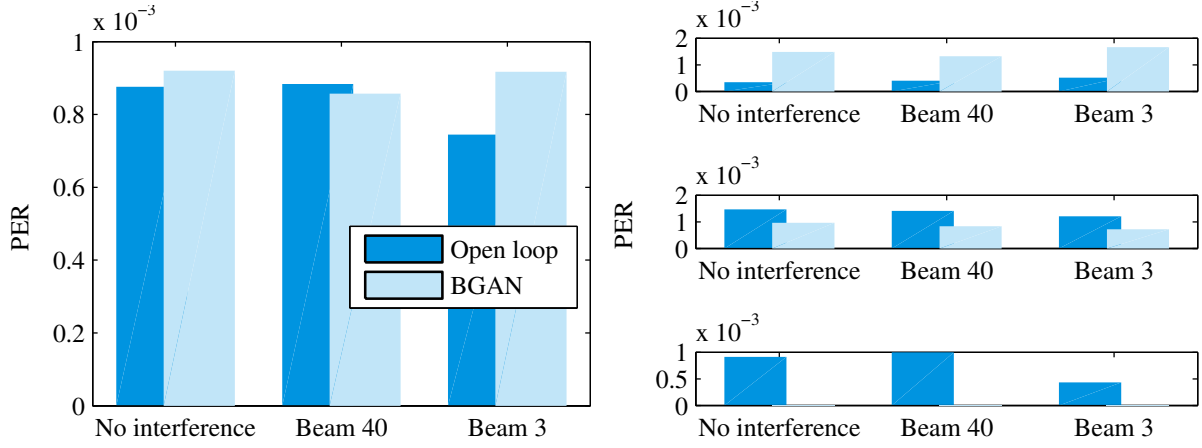 x 10⁻³
1
0.8
0.6
0.4
0.2
0
PER
Open loop
BGAN
No interference Beam 40 Beam 3
x 10⁻³
2
1
0
No interference Beam 40 Beam 3
x 10⁻³
2
1
0
PER
No interference Beam 40 Beam 3
x 10⁻³
1
0.5
0
No interference Beam 40 Beam 3